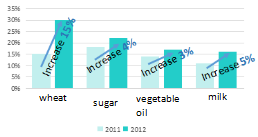 35%
30%
25%
20%
15%
10%
5%
0%
Increase 15%
Increase 4%
Increase 3%
Increase 5%
wheat
sugar
vegetable
oil
milk
2011 2012